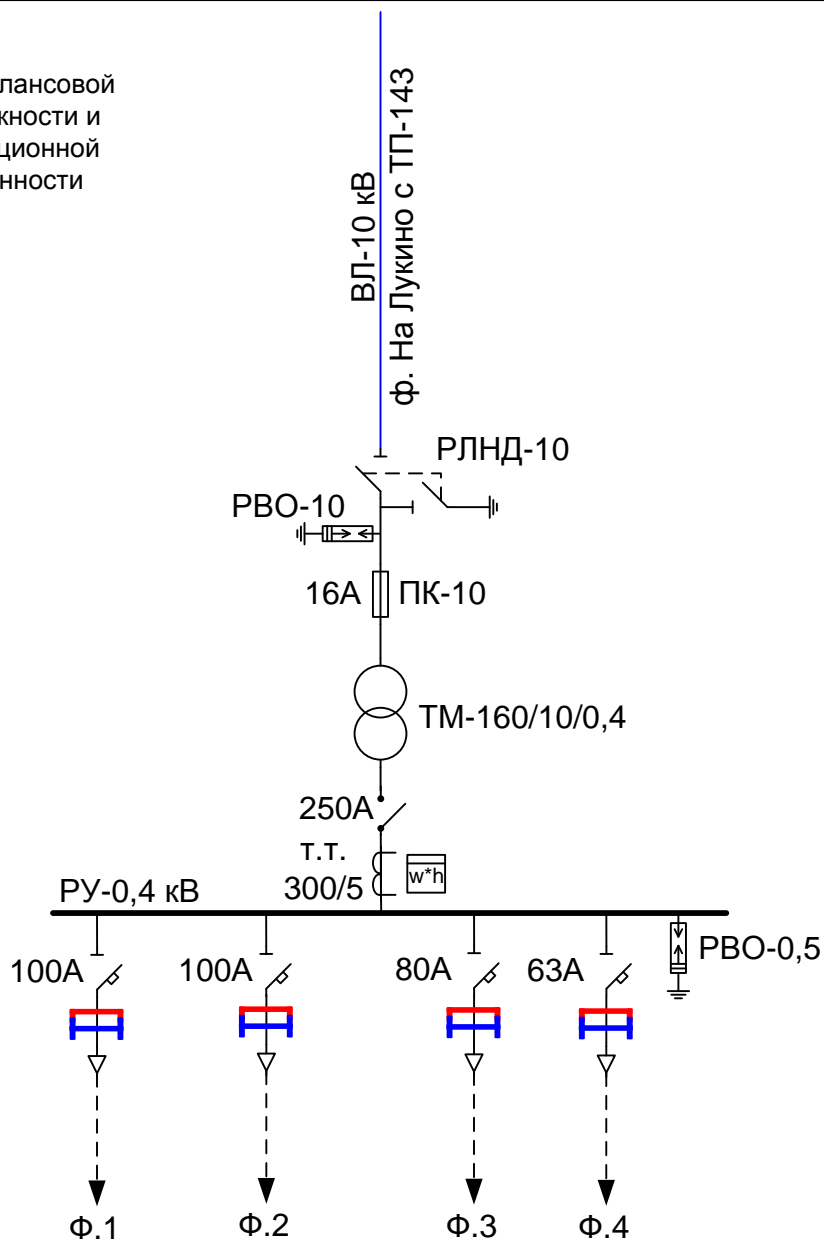 лансовой
жности и
ционной
нности
ВЛ-10 кВ
ф. На Лукино с ТП-143
РЛНД-10
РВО-10
16А
ПК-10
ТМ-160/10/0,4
250А
т.т.
300/5
w*h
РУ-0,4 кВ
100А
100А
80А
63А
РВО-0,5
Ф.1
Ф.2
Ф.3
Ф.4